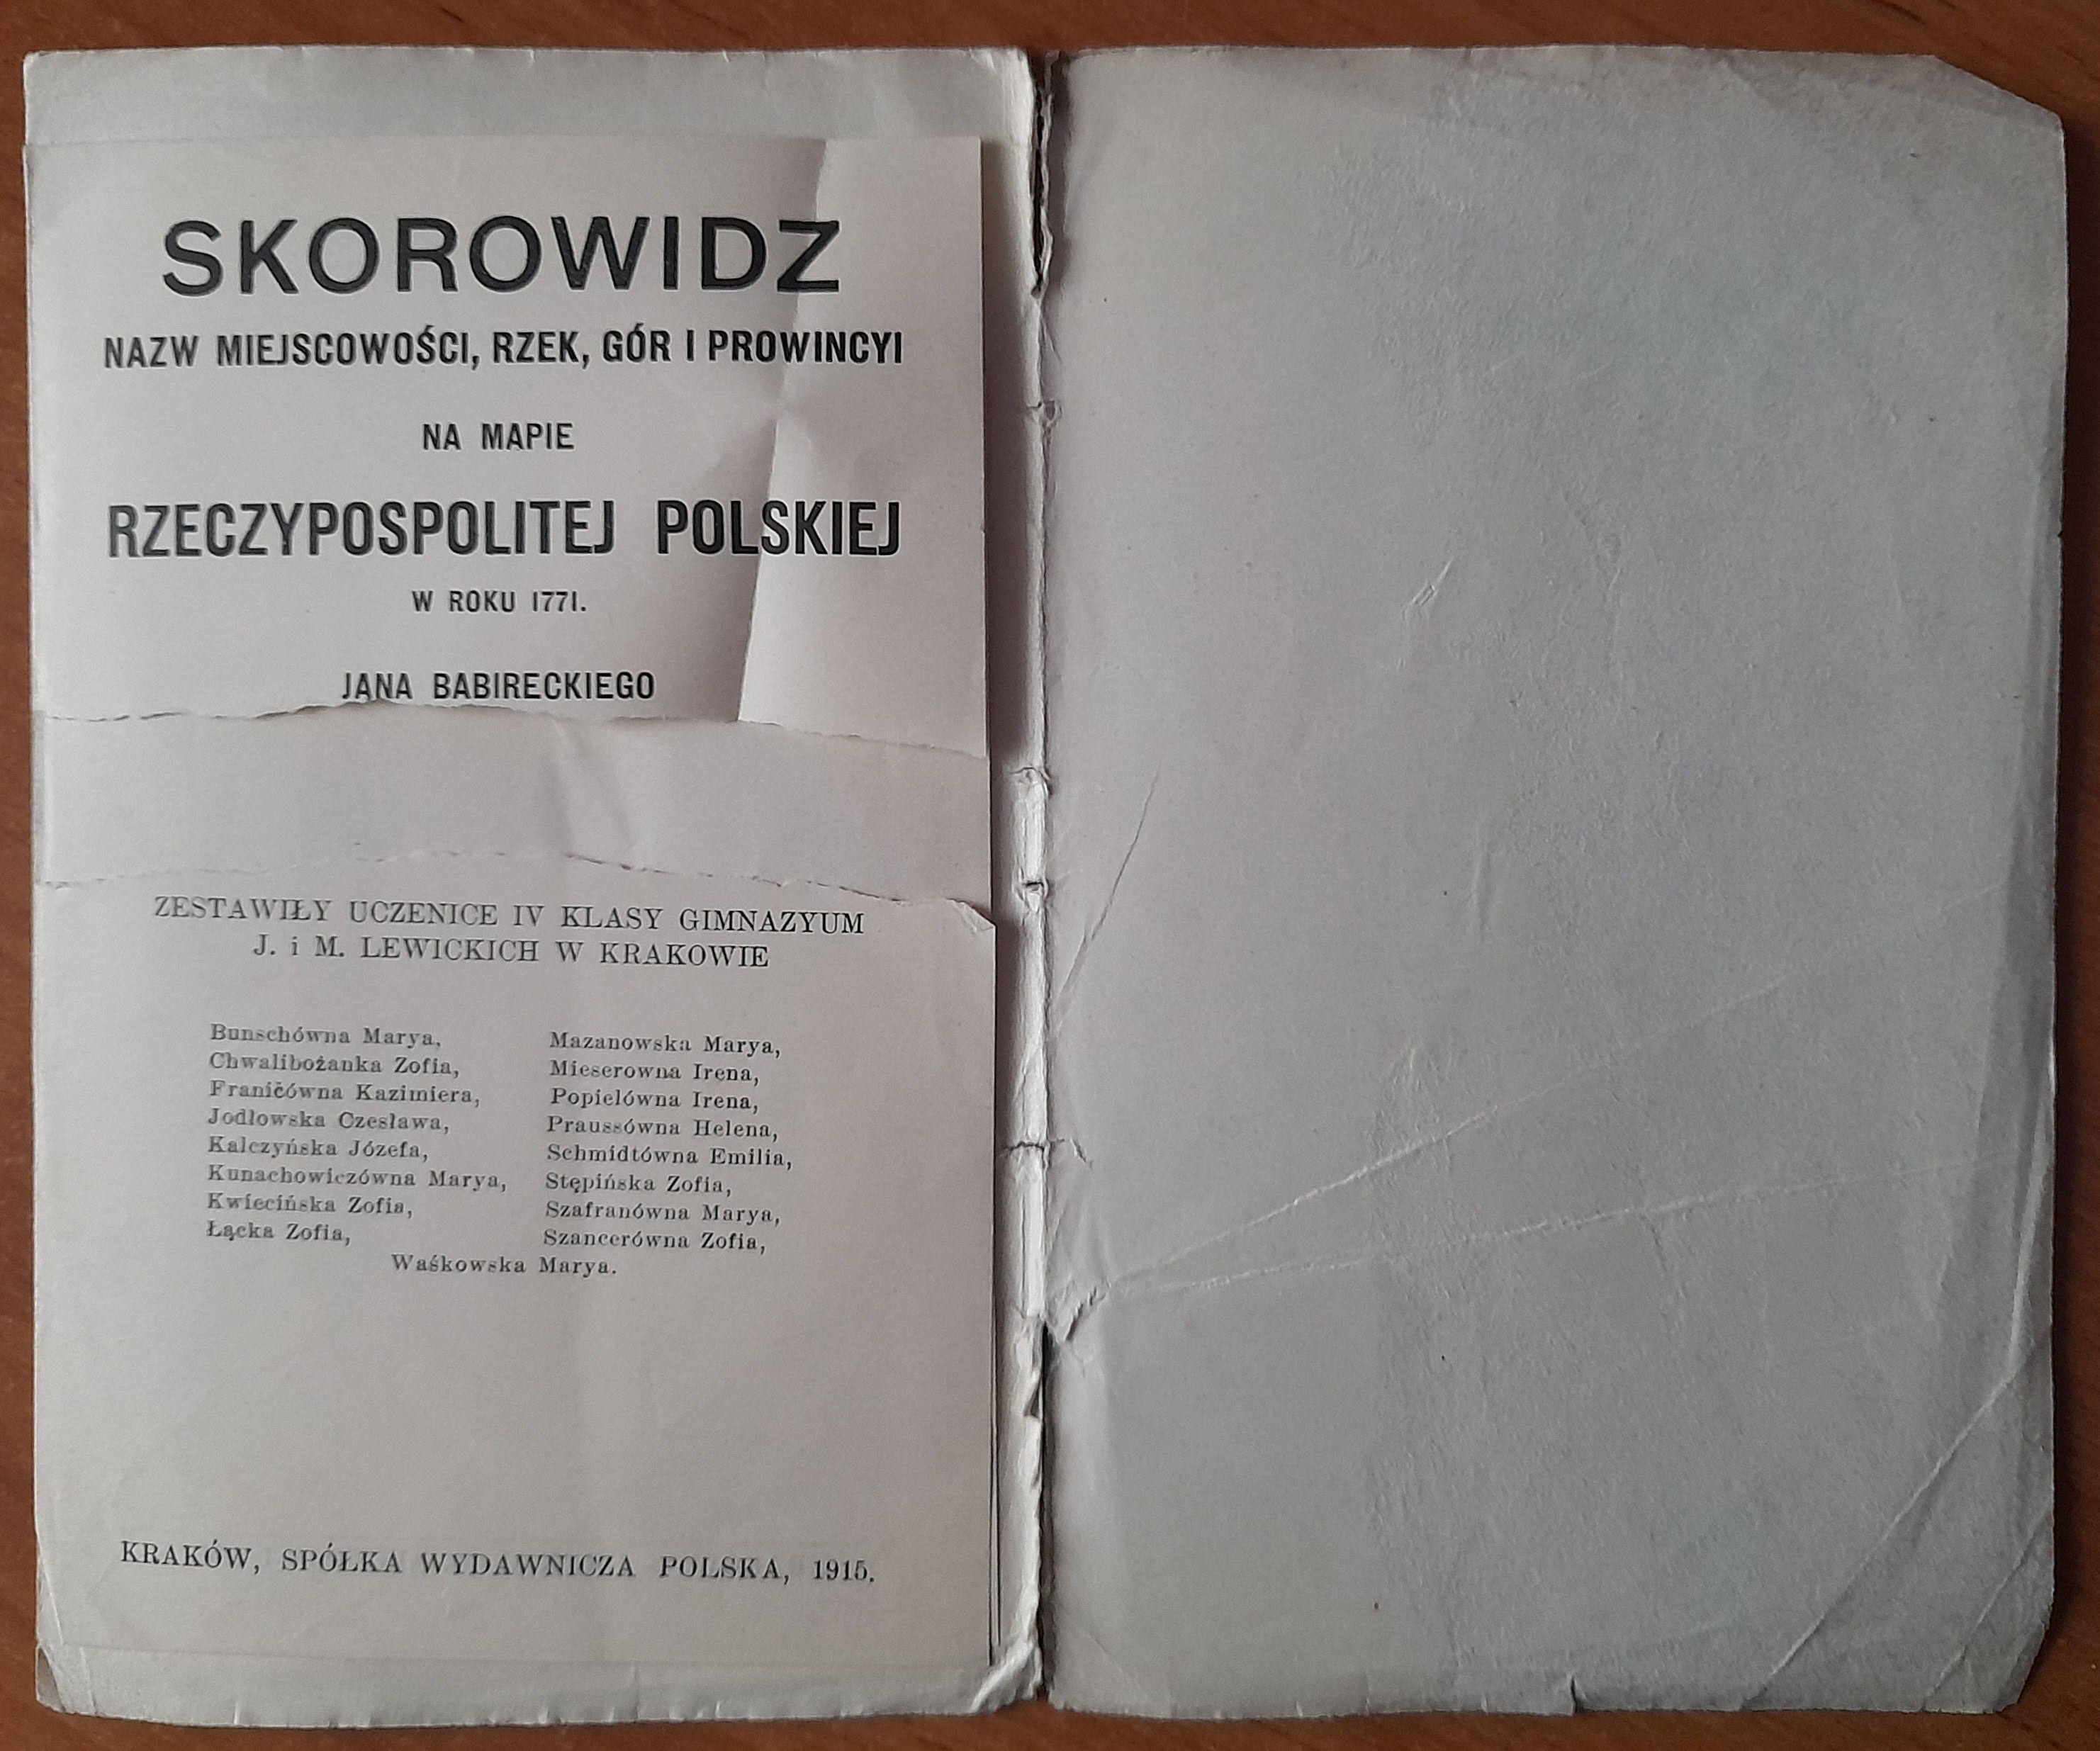 SKOROWIDZ
NAZW MIEJSCOWOŚCI, RZEK, GÓR I PROWINCYI
NA MAPIE
RZECZYPOSPOLITEJ POLSKIEJ
W ROKU 1771.
JANA BABIRECKIEGO
ZESTAWIŁY UCZENICE IV KLASY GIMNAZYUM
J. i M. LEWICKICH W KRAKOWIE
Bunschówna Marya,
Chwalibożanka Zofia,
Franičówna Kazimiera,
Jodłowska Czesława,
Kalczyńska Józefa,
Kunachowiczówna Marya,
Kwiecińska Zofia,
Łącka Zofia,
Mazanowska Marya,
Mieserowna Irena,
Popielówna Irena,
Praussówna Helena,
Schmidtówna Emilia,
Stępińska Zofia,
Szafranówna Marya,
Szancerówna Zofia,
Waśkowska Marya.
KRAKÓW, SPÓŁKA WYDAWNICZA POLSKA, 1915.